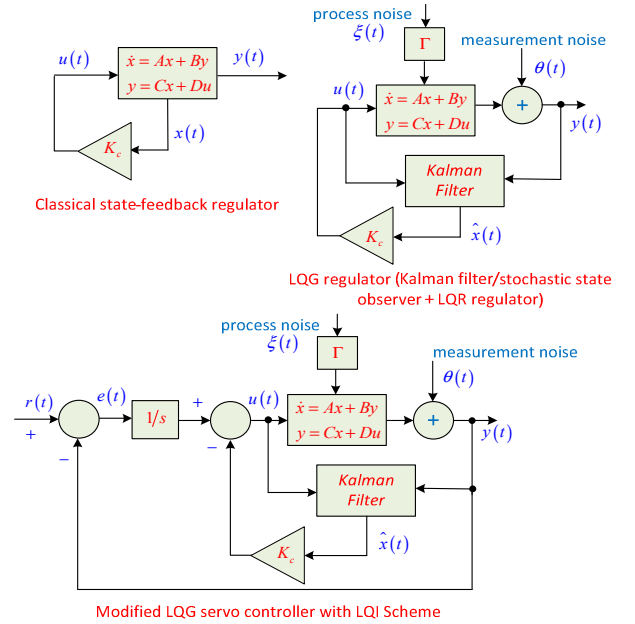 u(t)
ẋ = Ax + By
y = Cx + Du
y(t)
x(t)
K_c
Classical state-feedback regulator
process noise
ξ(t)
Γ
measurement noise
θ(t)
u(t)
ẋ = Ax + By
y = Cx + Du
+
y(t)
Kalman
Filter
x̂(t)
K_c
LQG regulator (Kalman filter/stochastic state
observer + LQR regulator)
process noise
ξ(t)
Γ
measurement noise
θ(t)
r(t)
+
−
e(t)
1/s
+
−
u(t)
ẋ = Ax + By
y = Cx + Du
+
y(t)
Kalman
Filter
x̂(t)
K_c
Modified LQG servo controller with LQI Scheme